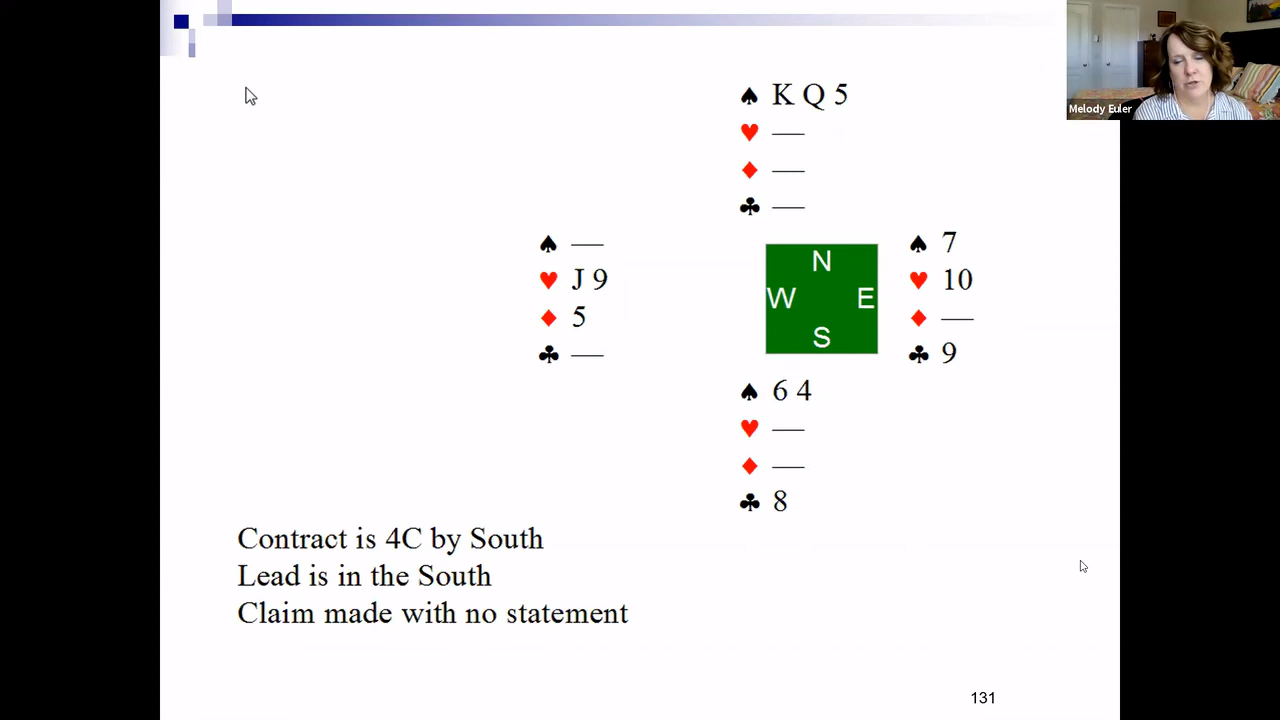 ♠ K Q 5
♥ —
♦ —
♣ —
♠ —
♥ J 9
♦ 5
♣ —
N
W E
S
♠ 7
♥ 10
♦ —
♣ 9
♠ 6 4
♥ —
♦ —
♣ 8
Contract is 4C by South
Lead is in the South
Claim made with no statement
131
Melody Euler